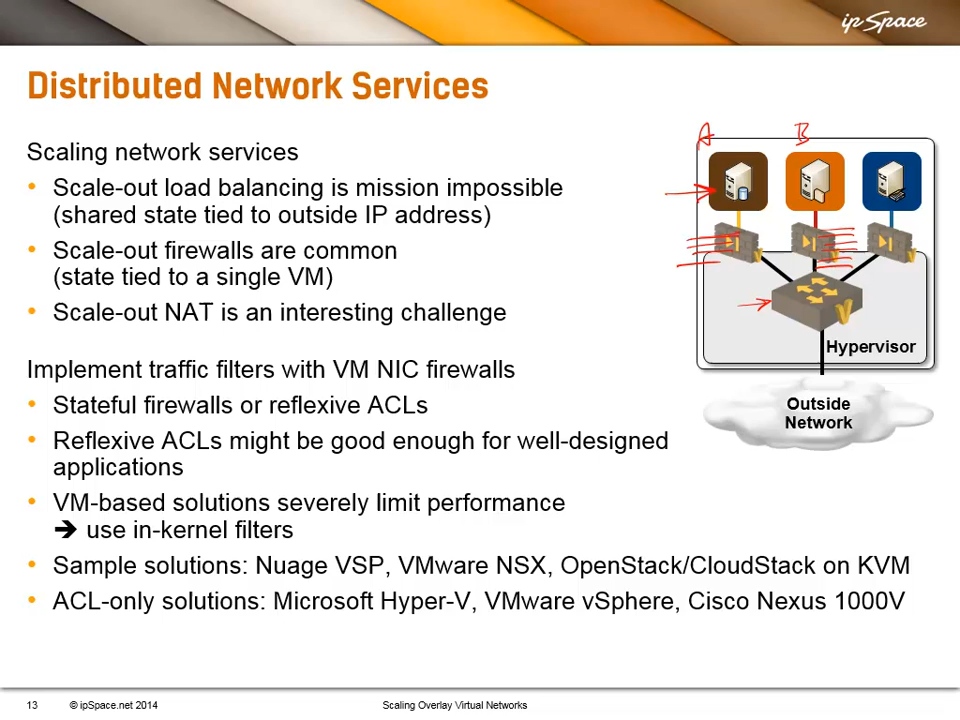 ipSpace
Distributed Network Services
Scaling network services
• Scale-out load balancing is mission impossible
(shared state tied to outside IP address)
• Scale-out firewalls are common
(state tied to a single VM)
• Scale-out NAT is an interesting challenge
Implement traffic filters with VM NIC firewalls
• Stateful firewalls or reflexive ACLs
• Reflexive ACLs might be good enough for well-designed
applications
• VM-based solutions severely limit performance
➔ use in-kernel filters
• Sample solutions: Nuage VSP, VMware NSX, OpenStack/CloudStack on KVM
• ACL-only solutions: Microsoft Hyper-V, VMware vSphere, Cisco Nexus 1000V
A B
V V V
V
Hypervisor
Outside
Network
13 © ipSpace.net 2014 Scaling Overlay Virtual Networks